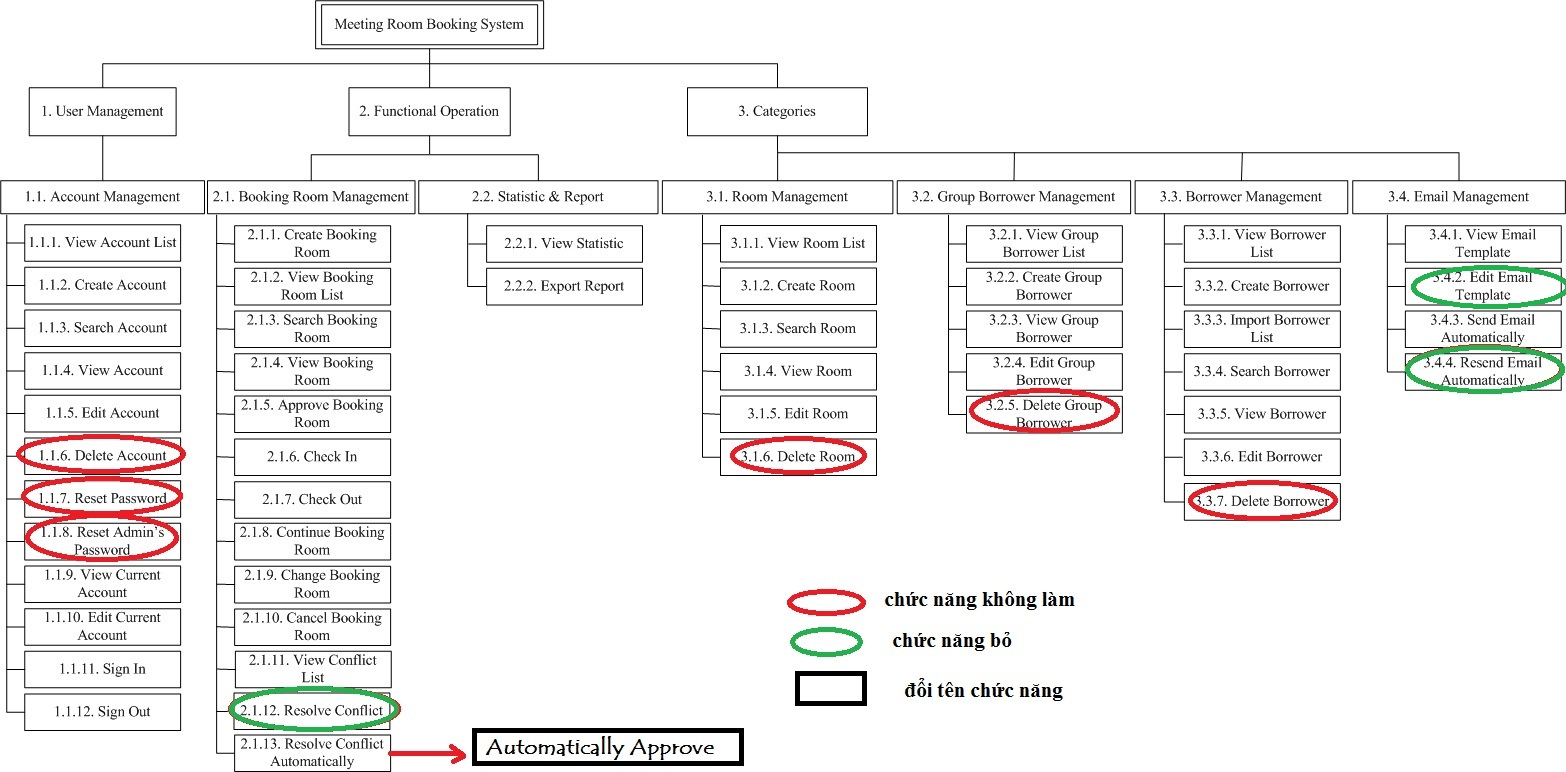 Meeting Room Booking System
1. User Management
2. Functional Operation
3. Categories
1.1. Account Management
2.1. Booking Room Management
2.2. Statistic & Report
3.1. Room Management
3.2. Group Borrower Management
3.3. Borrower Management
3.4. Email Management
1.1.1. View Account List
1.1.2. Create Account
1.1.3. Search Account
1.1.4. View Account
1.1.5. Edit Account
1.1.6. Delete Account
1.1.7. Reset Password
1.1.8. Reset Admin's
Password
1.1.9. View Current
Account
1.1.10. Edit Current
Account
1.1.11. Sign In
1.1.12. Sign Out
2.1.1. Create Booking
Room
2.1.2. View Booking
Room List
2.1.3. Search Booking
Room
2.1.4. View Booking
Room
2.1.5. Approve Booking
Room
2.1.6. Check In
2.1.7. Check Out
2.1.8. Continue Booking
Room
2.1.9. Change Booking
Room
2.1.10. Cancel Booking
Room
2.1.11. View Conflict
List
2.1.12. Resolve Conflict
2.1.13. Resolve Conflict
Automatically
Automatically Approve
2.2.1. View Statistic
2.2.2. Export Report
3.1.1. View Room List
3.1.2. Create Room
3.1.3. Search Room
3.1.4. View Room
3.1.5. Edit Room
3.1.6. Delete Room
3.2.1. View Group
Borrower List
3.2.2. Create Group
Borrower
3.2.3. View Group
Borrower
3.2.4. Edit Group
Borrower
3.2.5. Delete Group
Borrower
3.3.1. View Borrower
List
3.3.2. Create Borrower
3.3.3. Import Borrower
List
3.3.4. Search Borrower
3.3.5. View Borrower
3.3.6. Edit Borrower
3.3.7. Delete Borrower
3.4.1. View Email
Template
3.4.2. Edit Email
Template
3.4.3. Send Email
Automatically
3.4.4. Resend Email
Automatically
chức năng không làm
chức năng bỏ
đổi tên chức năng